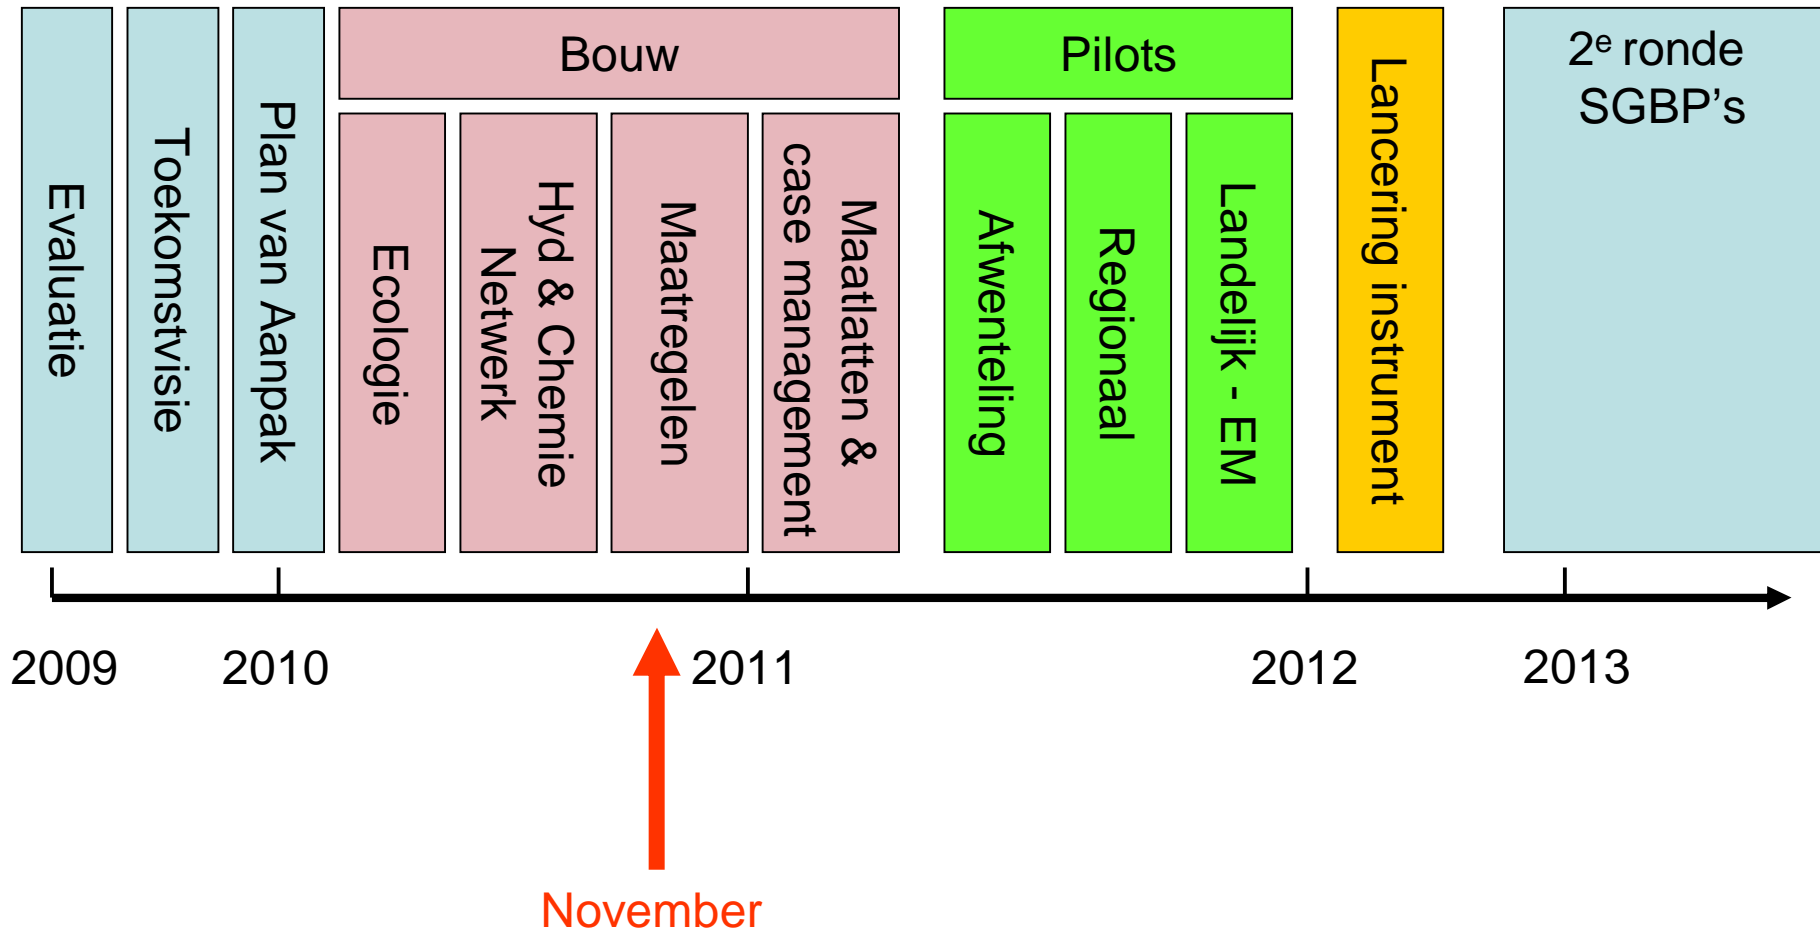 Evaluatie
Toekomstvisie
Plan van Aanpak
Bouw
Ecologie
Hyd & Chemie
Netwerk
Maatregelen
Maatlatten &
case management
Pilots
Afwenteling
Regionaal
Landelijk - EM
Lancering instrument
2e ronde
SGBP’s
2009
2010
2011
2012
2013
November